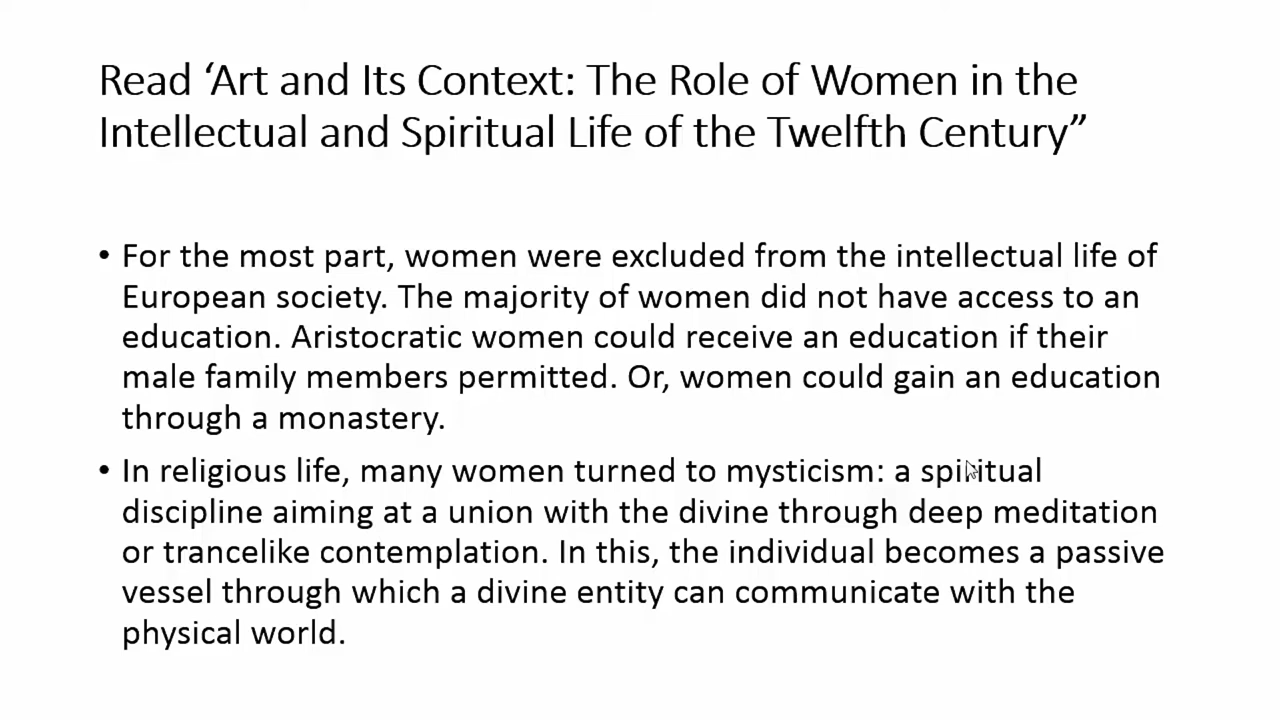 Read ‘Art and Its Context: The Role of Women in the
Intellectual and Spiritual Life of the Twelfth Century”
• For the most part, women were excluded from the intellectual life of
European society. The majority of women did not have access to an
education. Aristocratic women could receive an education if their
male family members permitted. Or, women could gain an education
through a monastery.
• In religious life, many women turned to mysticism: a spiritual
discipline aiming at a union with the divine through deep meditation
or trancelike contemplation. In this, the individual becomes a passive
vessel through which a divine entity can communicate with the
physical world.